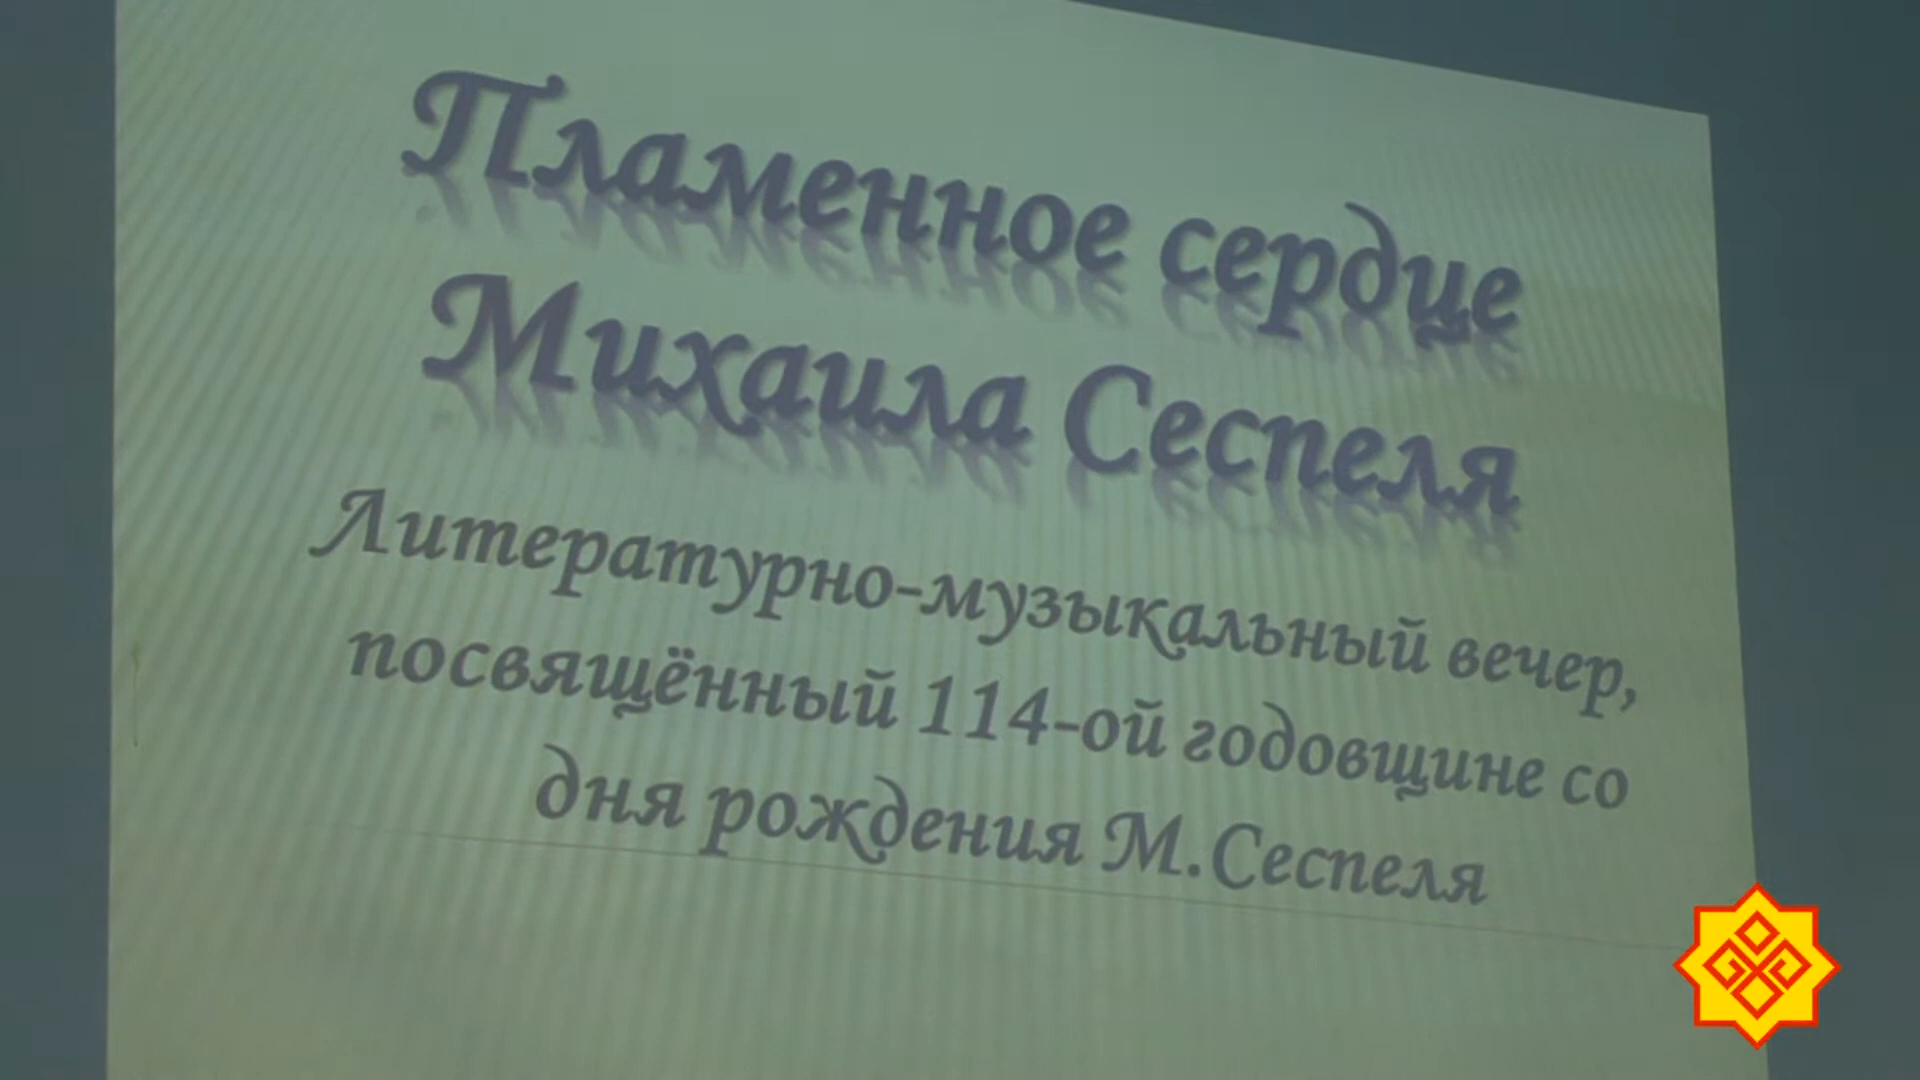 Пламенное сердце
Михаила Сеспеля
Литературно-музыкальный вечер,
посвящённый 114-ой годовщине со
дня рождения М.Сеспеля